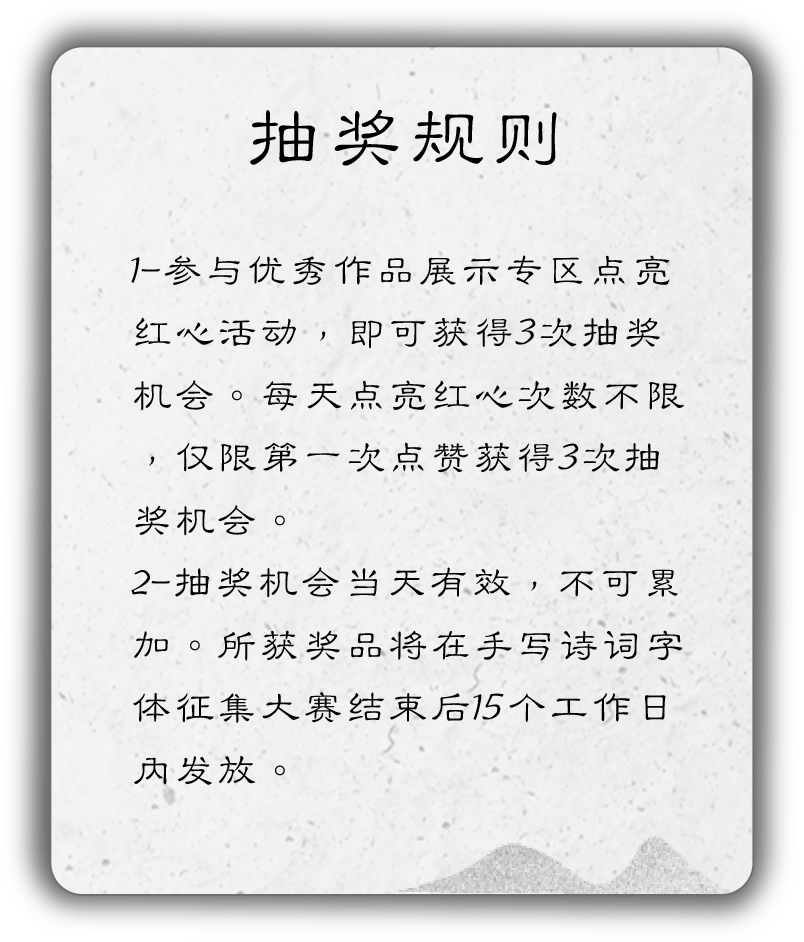 抽奖规则
1-参与优秀作品展示专区点亮
红心活动，即可获得3次抽奖
机会。每天点亮红心次数不限
，仅限第一次点赞获得3次抽
奖机会。
2-抽奖机会当天有效，不可累
加。所获奖品将在手写诗词字
体征集大赛结束后15个工作日
内发放。